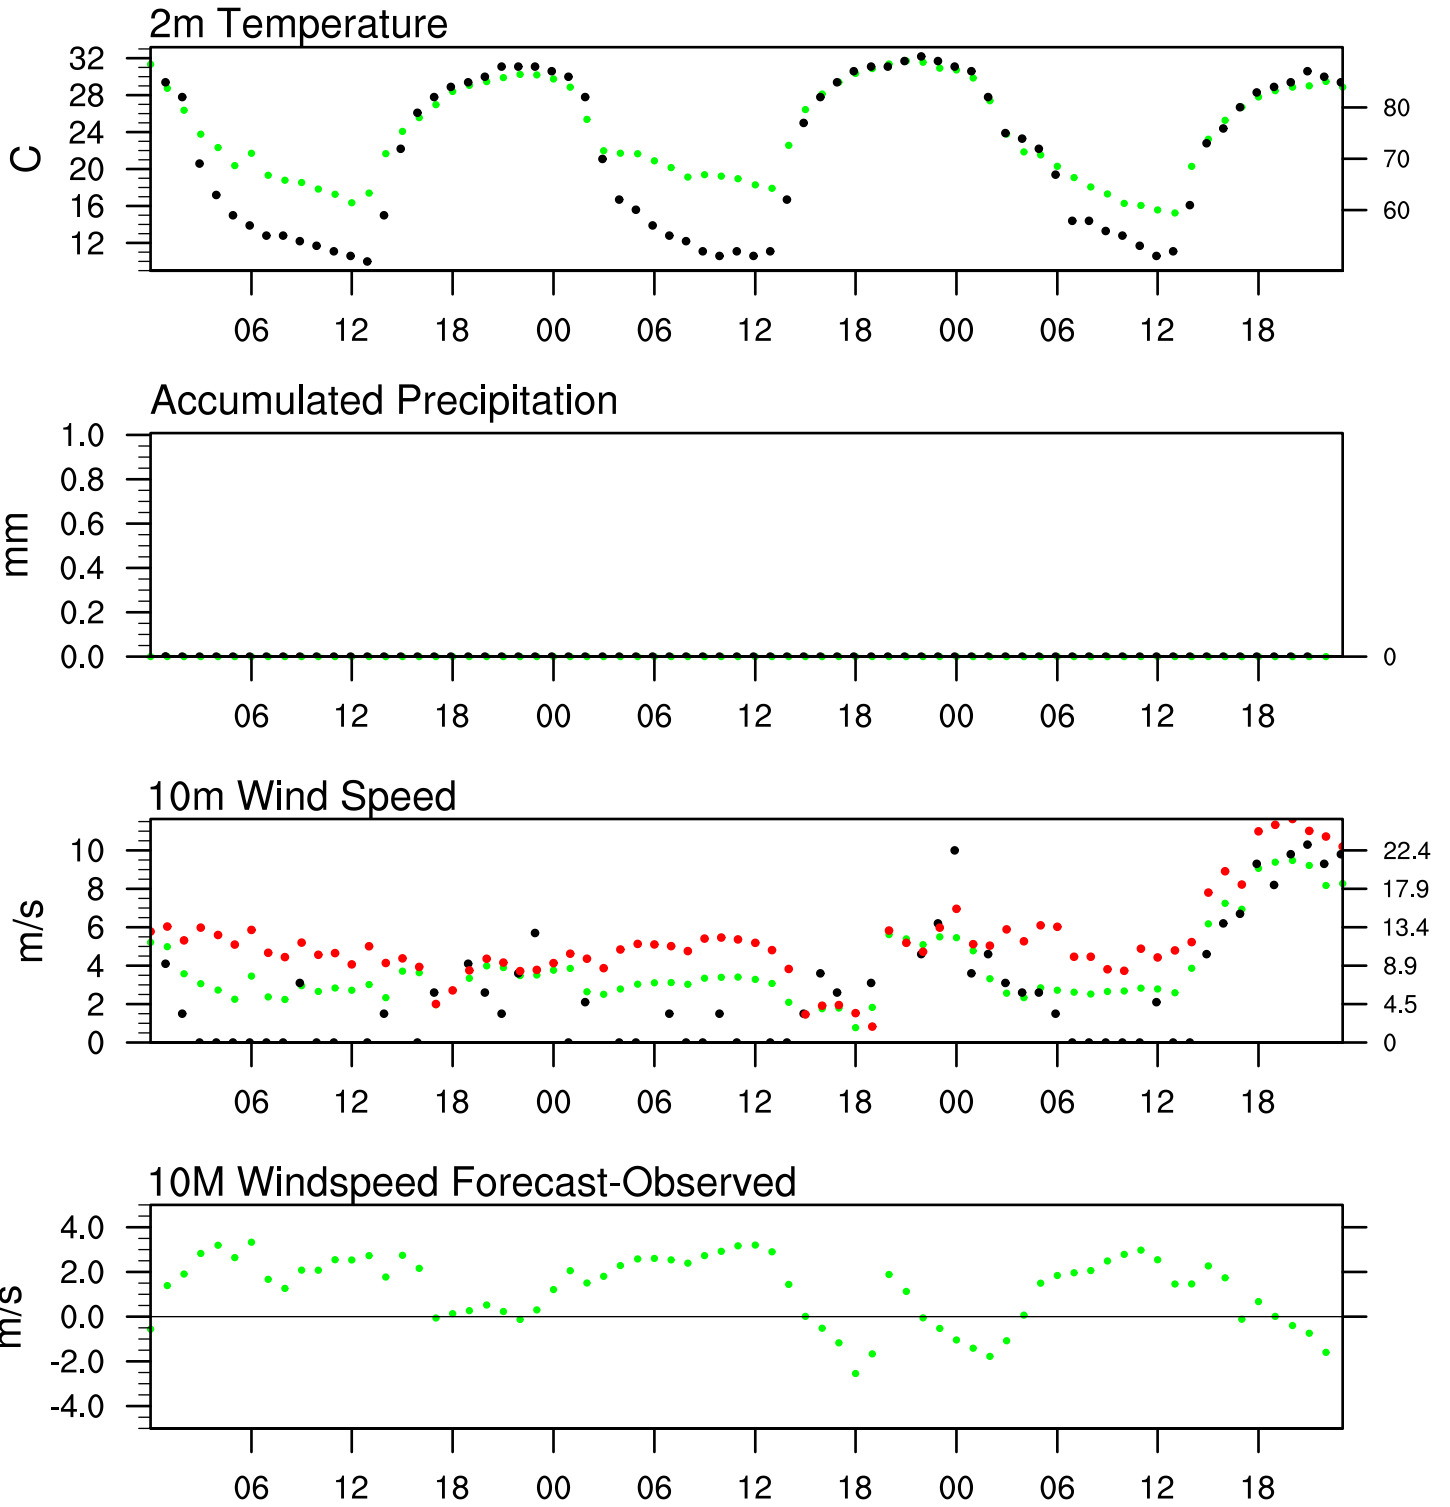 2m Temperature
32
28
24
20
16
12
C
80
70
60
06 12 18 00 06 12 18 00 06 12 18
Accumulated Precipitation
1.0
0.8
0.6
0.4
0.2
0.0
mm
0
06 12 18 00 06 12 18 00 06 12 18
10m Wind Speed
10
8
6
4
2
0
m/s
22.4
17.9
13.4
8.9
4.5
0
06 12 18 00 06 12 18 00 06 12 18
10M Windspeed Forecast-Observed
4.0
2.0
0.0
-2.0
-4.0
m/s
06 12 18 00 06 12 18 00 06 12 18